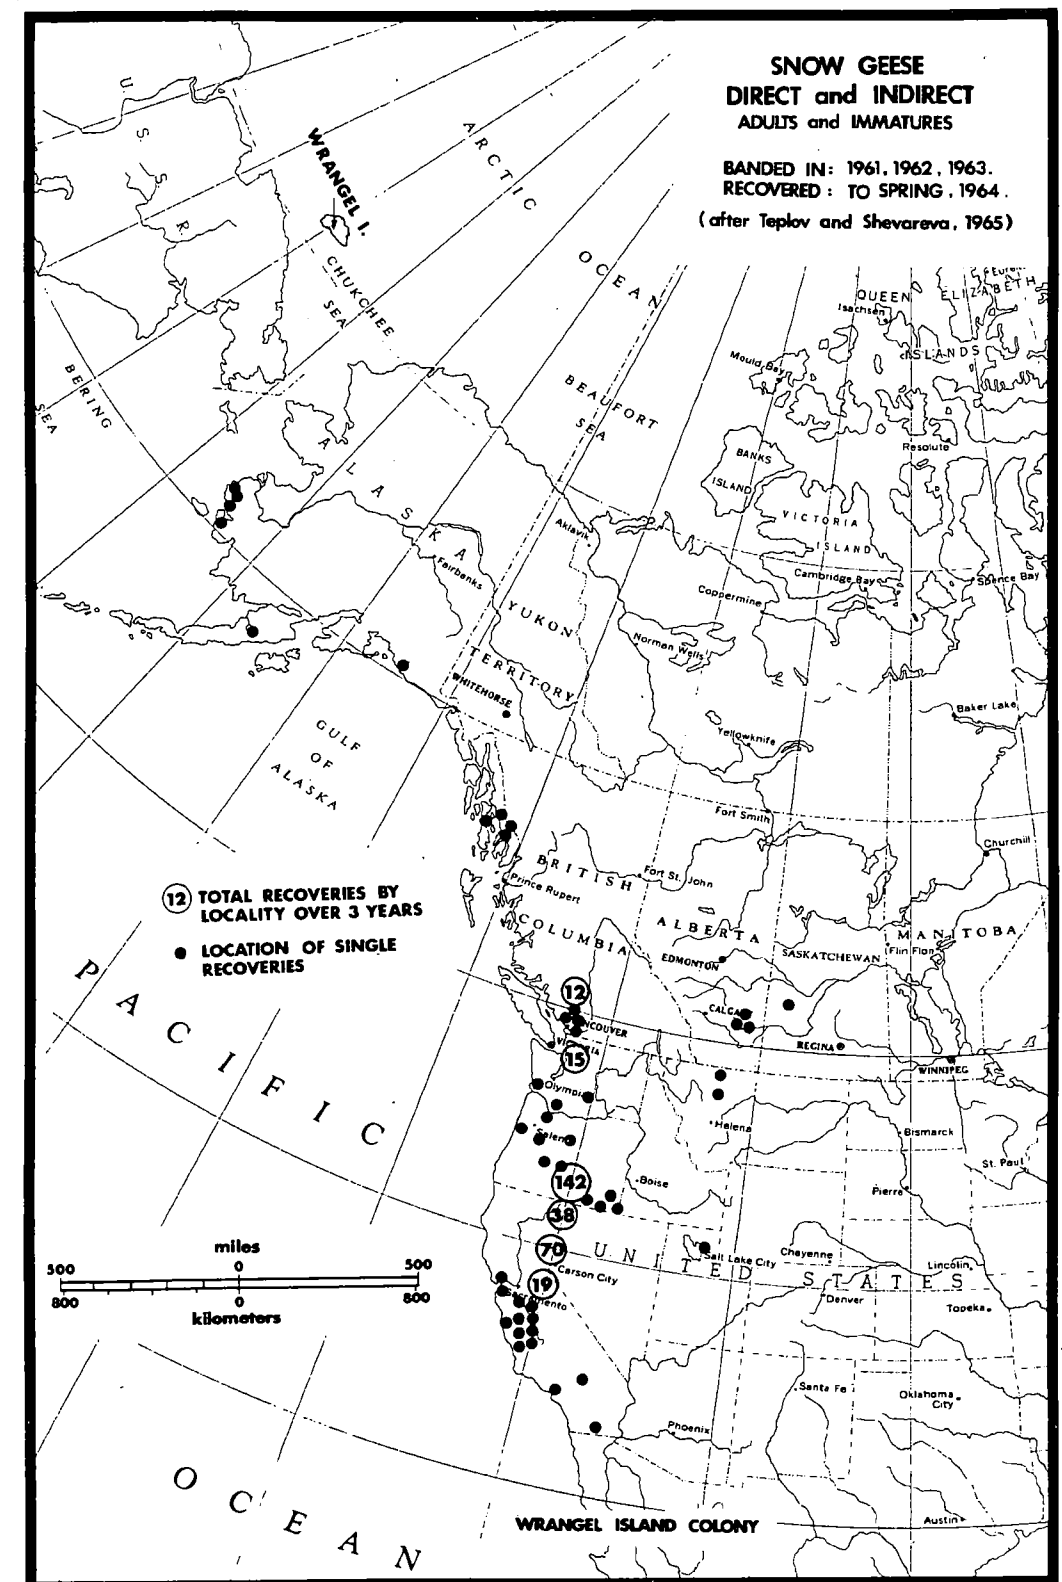 SNOW GEESE
DIRECT and INDIRECT
ADULTS and IMMATURES
BANDED IN: 1961, 1962, 1963.
RECOVERED: TO SPRING, 1964.
(after Teplov and Shevareva, 1965)
U. S. S. R.
WRANGEL I.
ARCTIC
OCEAN
CHUKCHEE
SEA
BERING
SEA
BEAUFORT
SEA
QUEEN
ELIZABETH
Isachsen
ISLANDS
Mould Bay
Resolute
BANKS
ISLAND
VICTORIA
ISLAND
ALASKA
Aklavik
Fairbanks
Cambridge Bay
Spence Bay
Coppermine
YUKON
TERRITORY
Norman Wells
WHITEHORSE
Baker Lake
Yellowknife
GULF
OF
ALASKA
Fort Smith
Churchill
BRITISH
COLUMBIA
Fort St. John
Prince Rupert
ALBERTA
MANITOBA
EDMONTON
SASKATCHEWAN
Flin Flon
12 TOTAL RECOVERIES BY
LOCALITY OVER 3 YEARS
LOCATION OF SINGLE
RECOVERIES
12
CALGA
NCOUVER
VICTORIA
15
REGINA
WINNIPEG
Olympia
Helena
Bismarck
Salem
St. Paul
142
Boise
Pierre
38
70
UNITED STATES
Salt Lake City
Cheyenne
Lincoln
Carson City
19
Sacramento
Denver
Topeka
miles
500 0 500
800 0 800
kilometers
Santa Fe
Oklahoma
City
Phoenix
Austin
PACIFIC
OCEAN
WRANGEL ISLAND COLONY